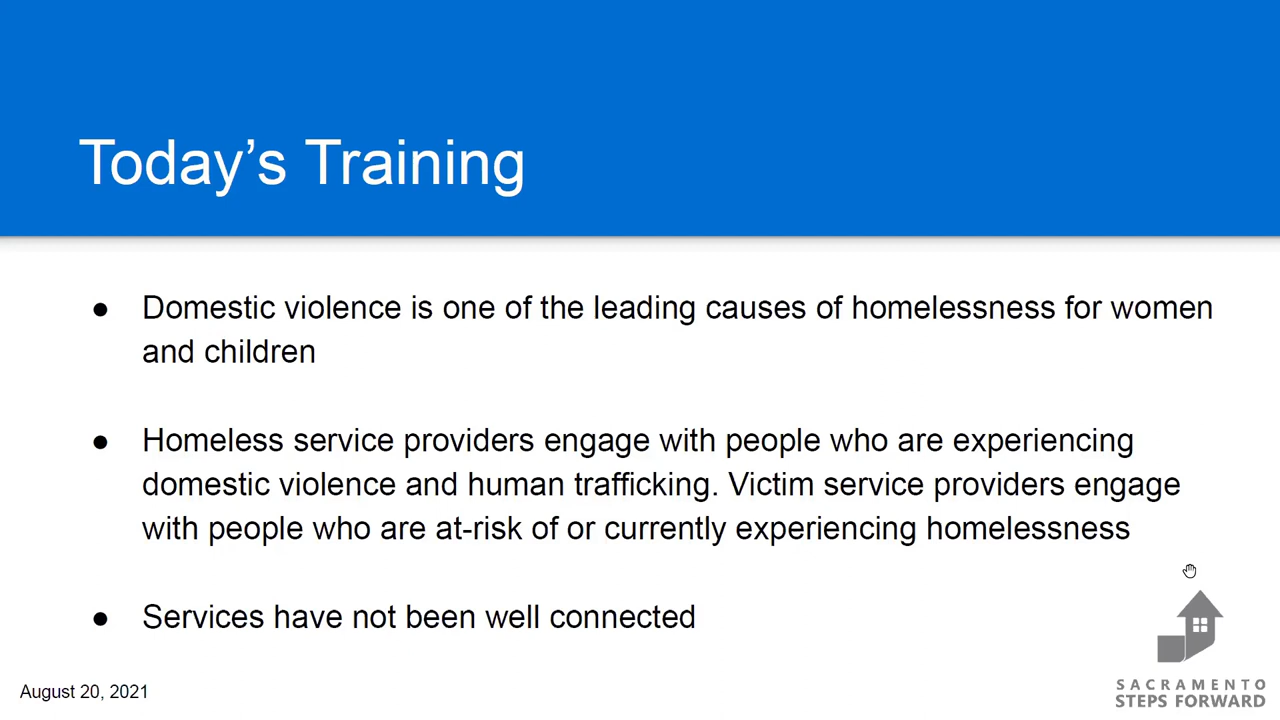 Today’s Training
● Domestic violence is one of the leading causes of homelessness for women
and children
● Homeless service providers engage with people who are experiencing
domestic violence and human trafficking. Victim service providers engage
with people who are at-risk of or currently experiencing homelessness
● Services have not been well connected
August 20, 2021
SACRAMENTO
STEPS FORWARD